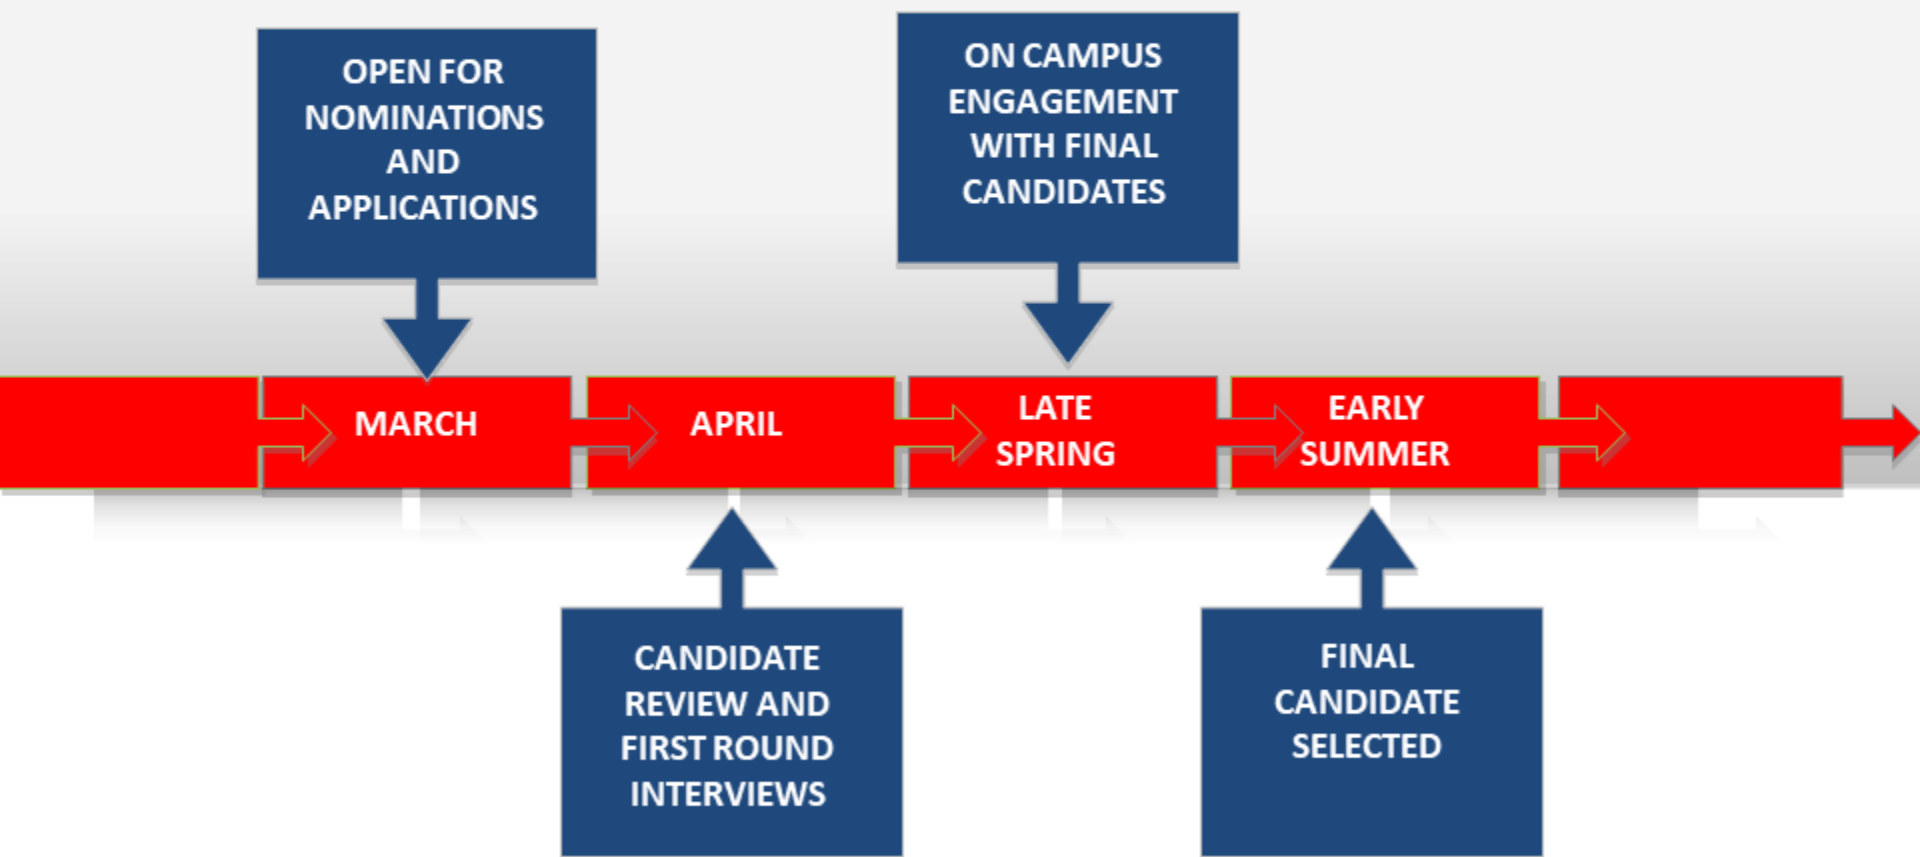 OPEN FOR
NOMINATIONS
AND
APPLICATIONS
ON CAMPUS
ENGAGEMENT
WITH FINAL
CANDIDATES
MARCH
APRIL
LATE
SPRING
EARLY
SUMMER
CANDIDATE
REVIEW AND
FIRST ROUND
INTERVIEWS
FINAL
CANDIDATE
SELECTED